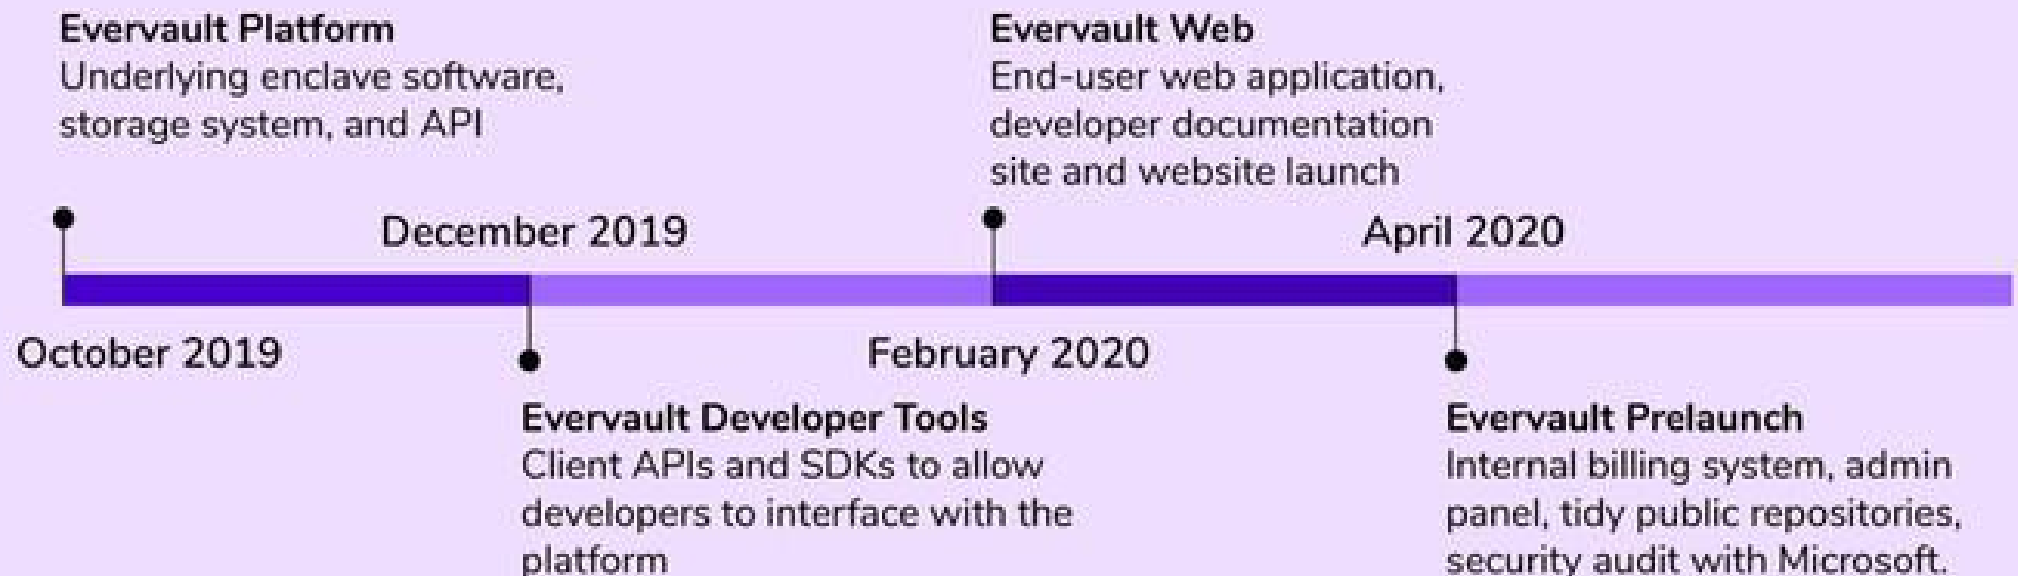 Evervault Platform
Underlying enclave software,
storage system, and API
Evervault Web
End-user web application,
developer documentation
site and website launch
December 2019
April 2020
October 2019
February 2020
Evervault Developer Tools
Client APIs and SDKs to allow
developers to interface with the
platform
Evervault Prelaunch
Internal billing system, admin
panel, tidy public repositories,
security audit with Microsoft.